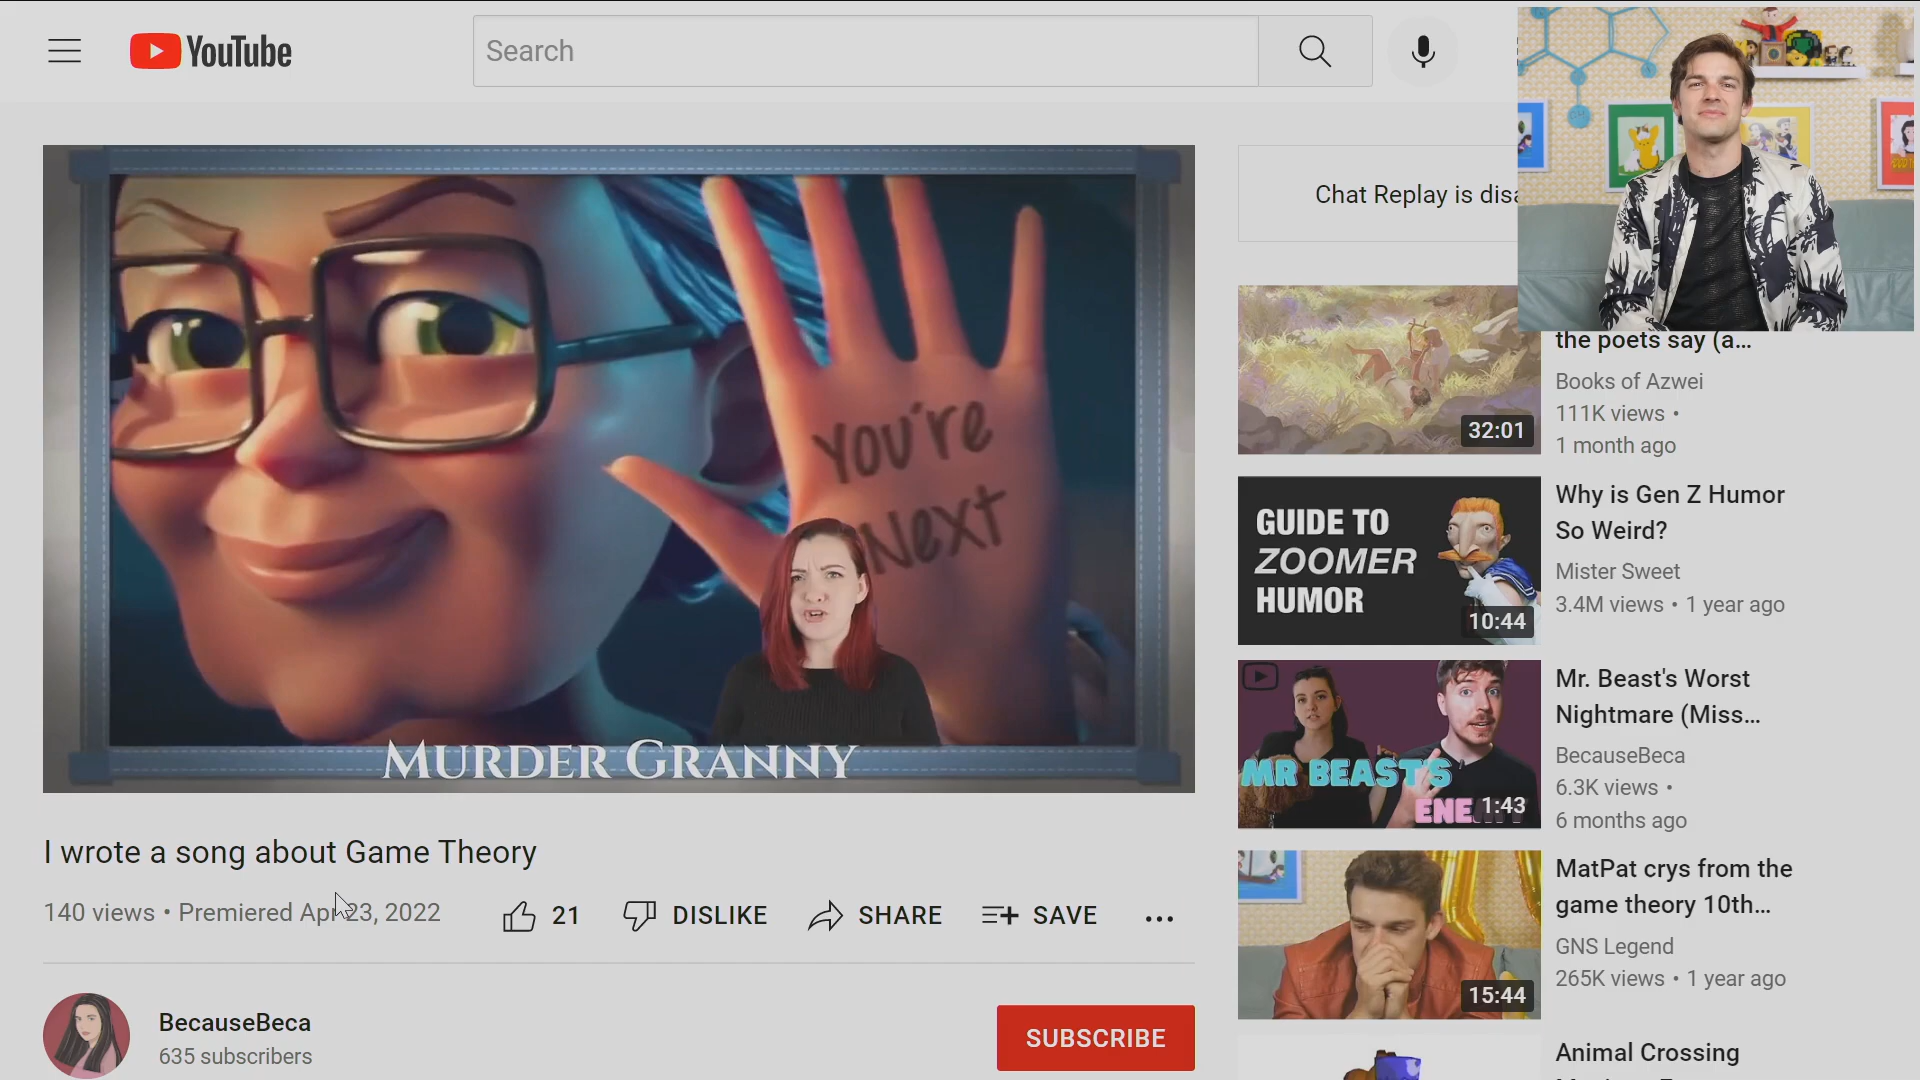 YouTube
Search
You're
Next
MURDER GRANNY
I wrote a song about Game Theory
140 views • Premiered Apr 23, 2022
21
DISLIKE
SHARE
SAVE
BecauseBeca
635 subscribers
SUBSCRIBE
Chat Replay is
32:01
the poets say (a...
Books of Azwei
111K views •
1 month ago
GUIDE TO
ZOOMER
HUMOR
10:44
Why is Gen Z Humor
So Weird?
Mister Sweet
3.4M views • 1 year ago
MR BEAST'S
1:43
Mr. Beast's Worst
Nightmare (Miss...
BecauseBeca
6.3K views •
6 months ago
15:44
MatPat crys from the
game theory 10th...
GNS Legend
265K views • 1 year ago
Animal Crossing